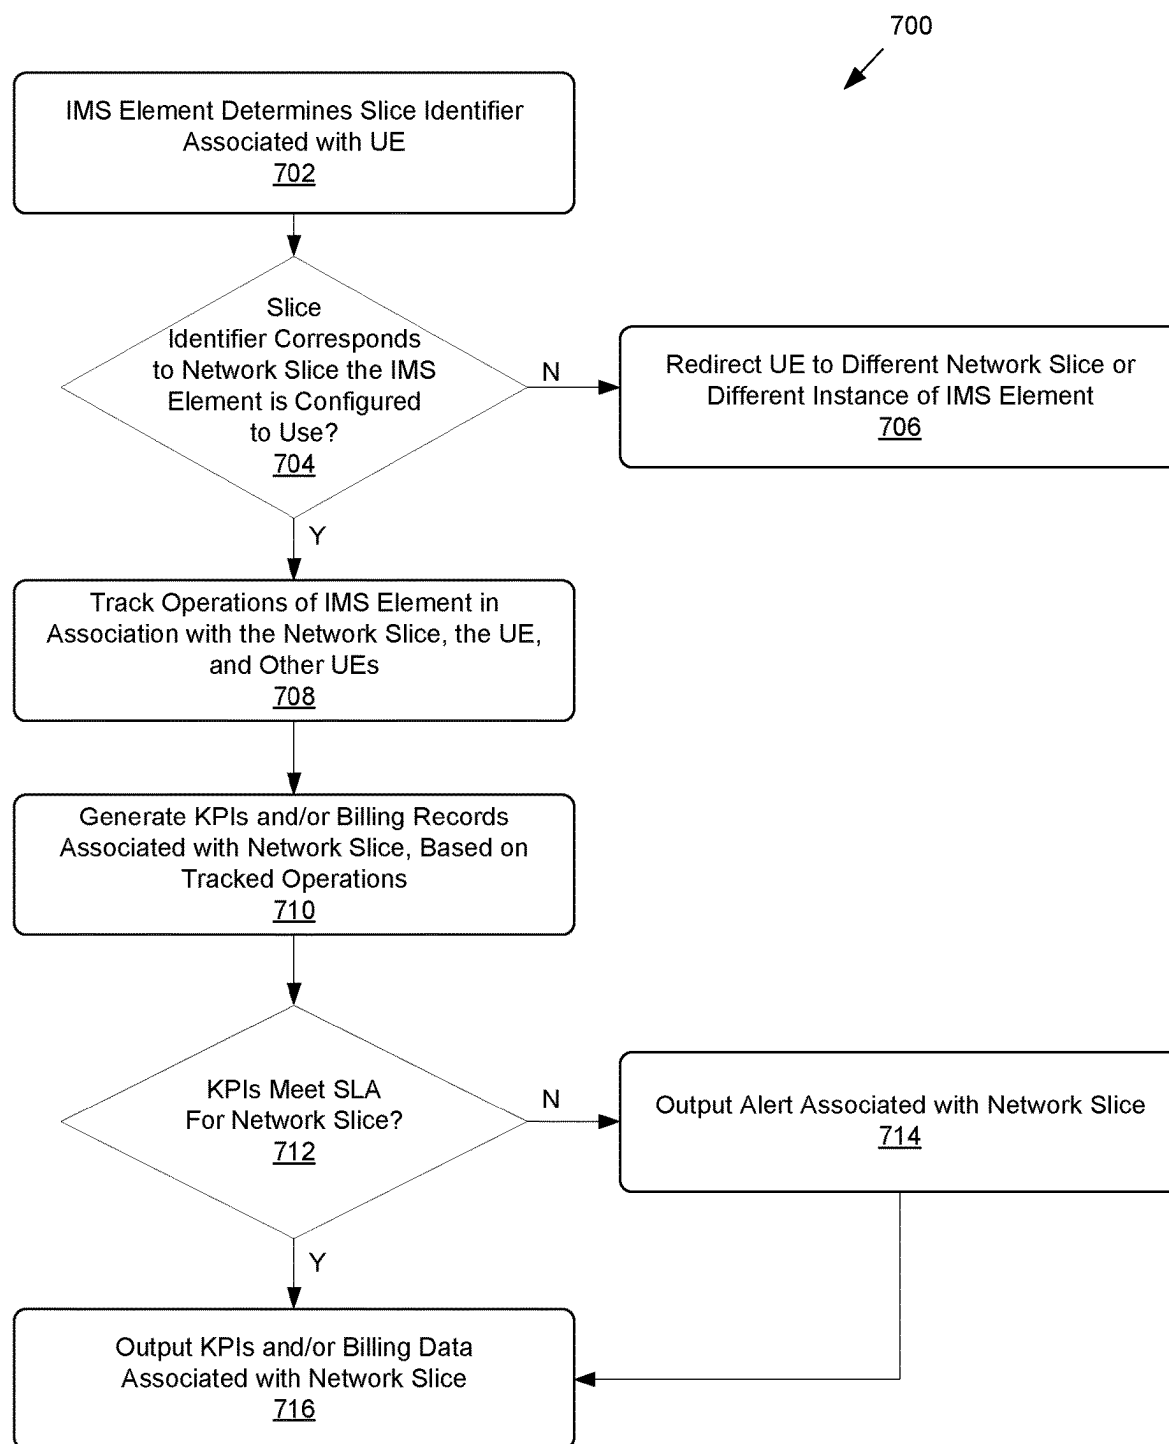 700
IMS Element Determines Slice Identifier
Associated with UE
702
Slice
Identifier Corresponds
to Network Slice the IMS
Element is Configured
to Use?
704
N
Redirect UE to Different Network Slice or
Different Instance of IMS Element
706
Y
Track Operations of IMS Element in
Association with the Network Slice, the UE,
and Other UEs
708
Generate KPIs and/or Billing Records
Associated with Network Slice, Based on
Tracked Operations
710
KPIs Meet SLA
For Network Slice?
712
N
Output Alert Associated with Network Slice
714
Y
Output KPIs and/or Billing Data
Associated with Network Slice
716